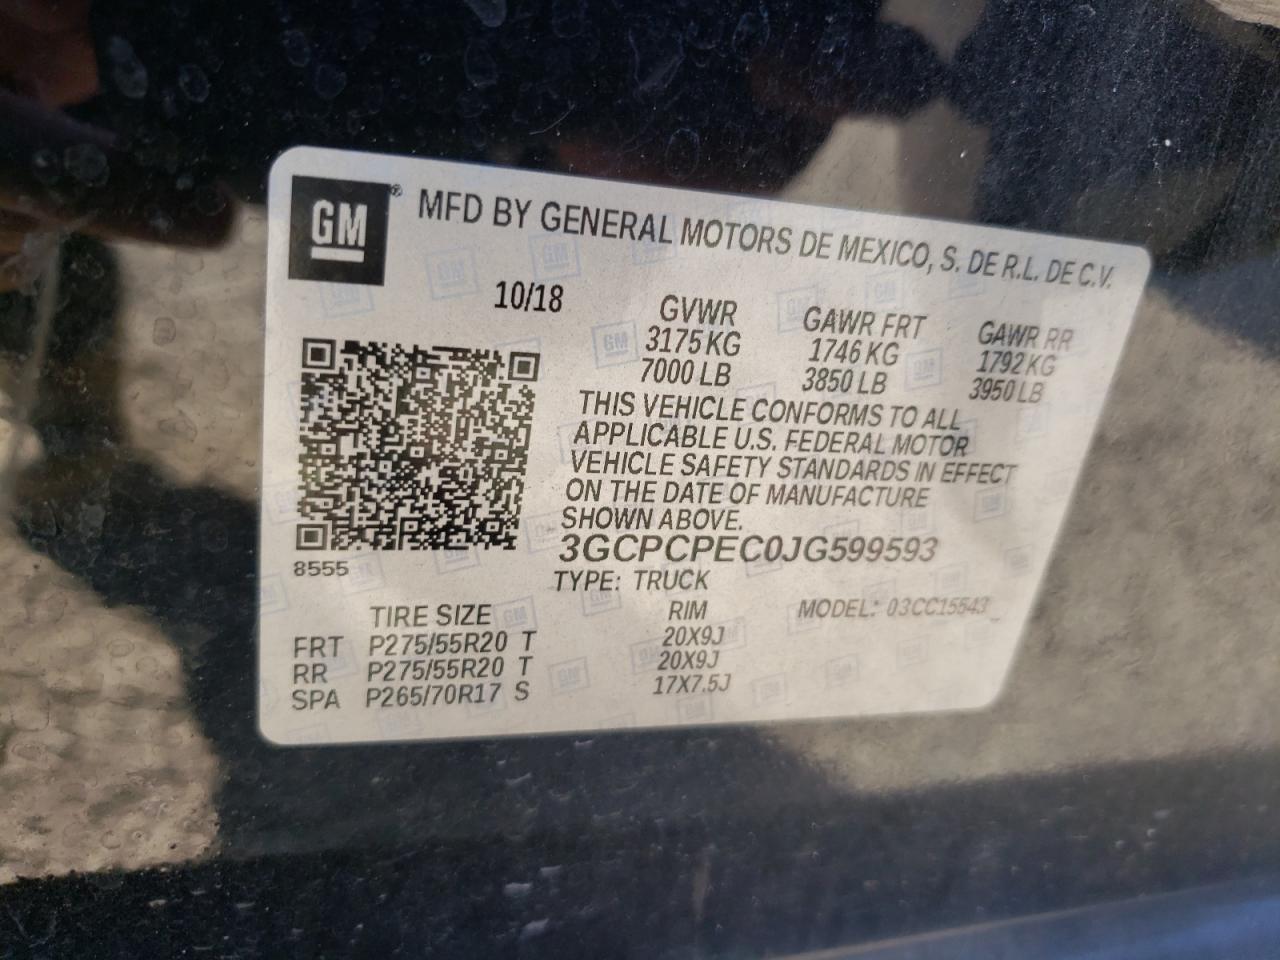 GM® MFD BY GENERAL MOTORS DE MEXICO, S. DE R.L. DE C.V.
10/18
GVWR GAWR FRT GAWR RR
3175 KG 1746 KG 1792 KG
7000 LB 3850 LB 3950 LB
THIS VEHICLE CONFORMS TO ALL
APPLICABLE U.S. FEDERAL MOTOR
VEHICLE SAFETY STANDARDS IN EFFECT
ON THE DATE OF MANUFACTURE
SHOWN ABOVE.
3GCPCPEC0JG599593
8555
TYPE: TRUCK
TIRE SIZE RIM MODEL: 03CC15543
FRT P275/55R20 T 20X9J
RR P275/55R20 T 20X9J
SPA P265/70R17 S 17X7.5J